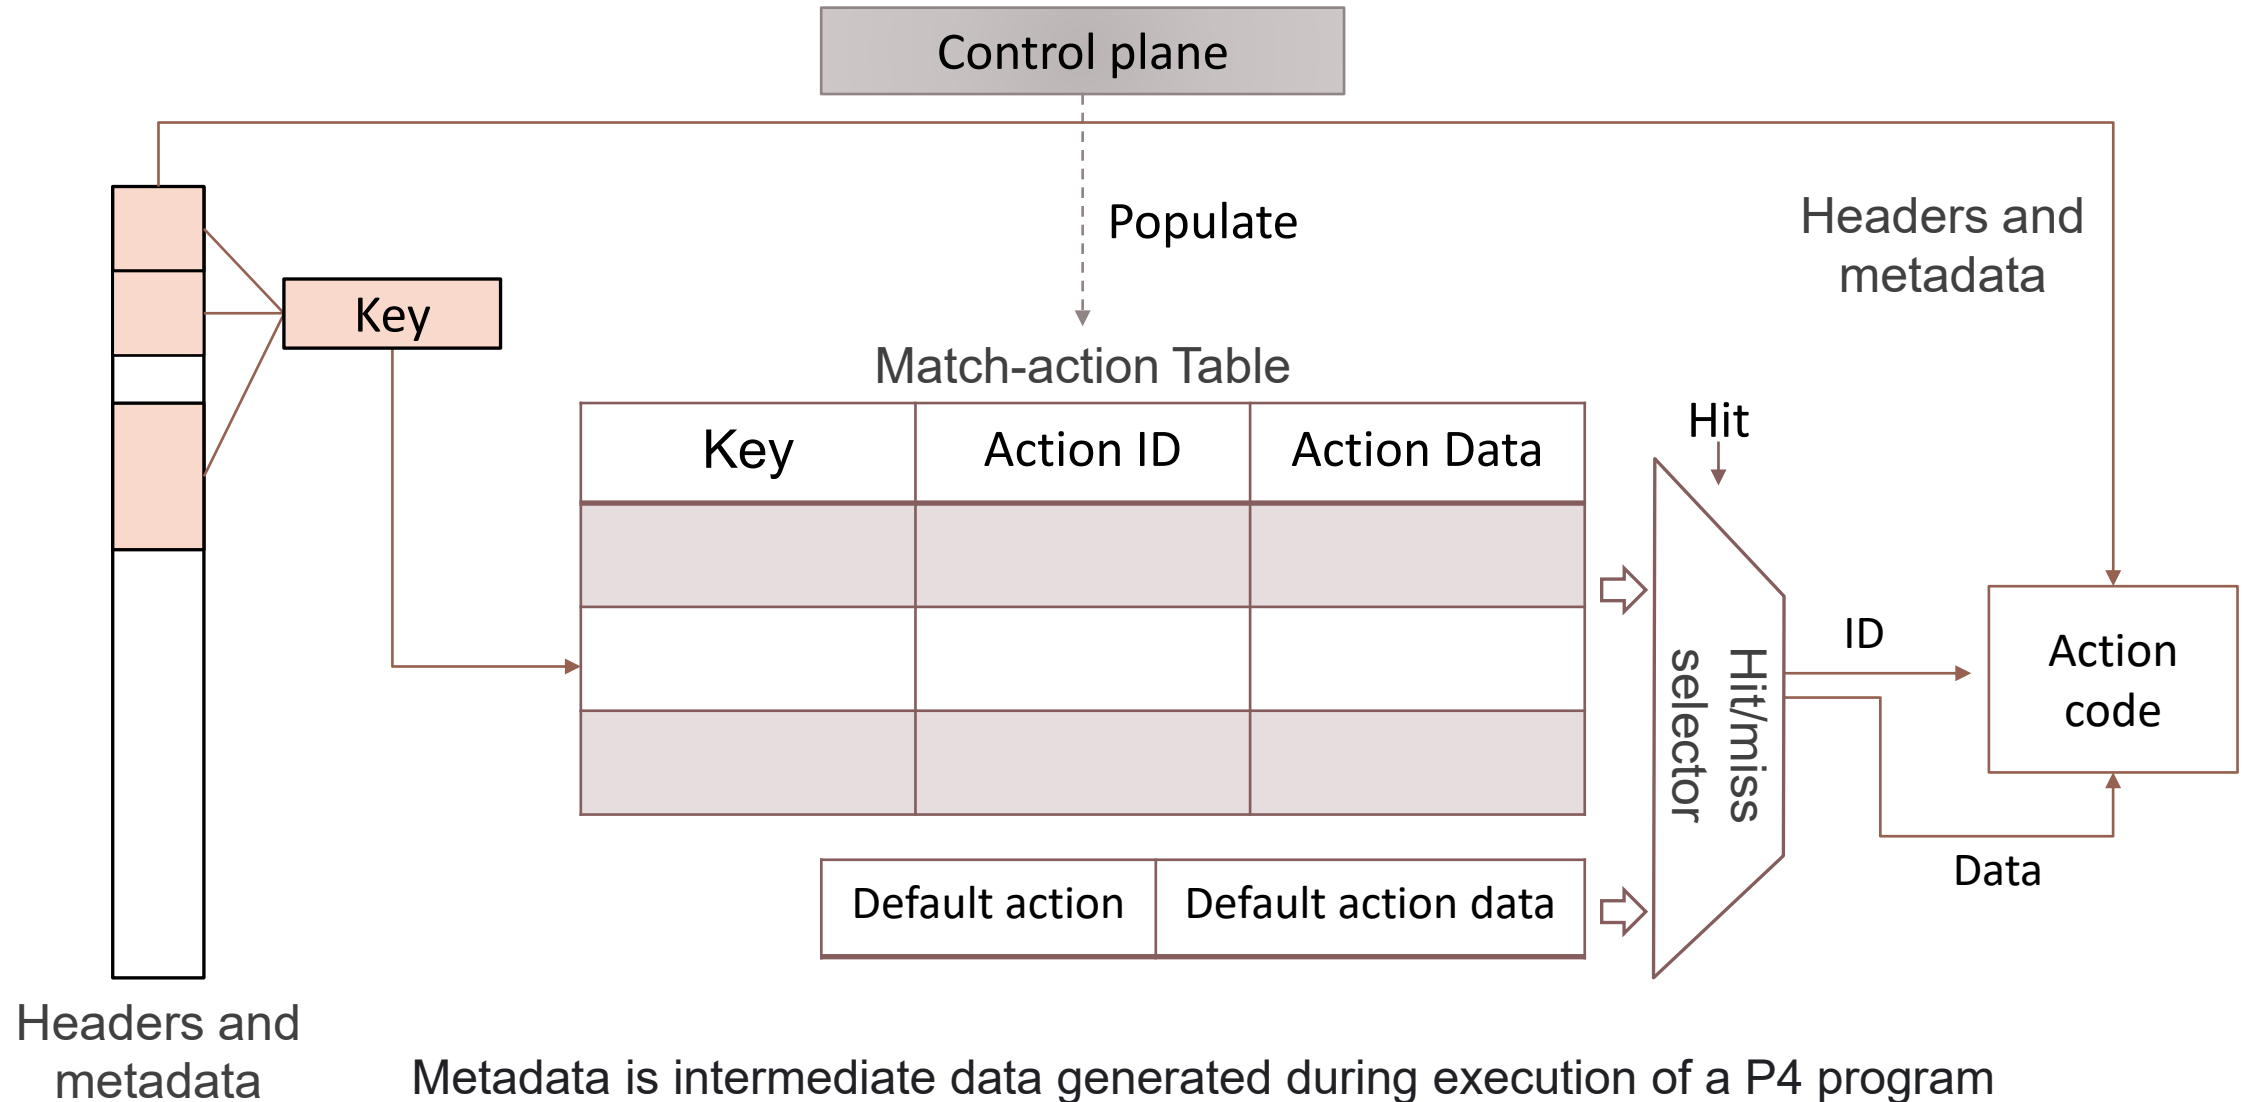 Control plane
Populate
Headers and
metadata
Key
Match-action Table
Key
Action ID
Action Data
Hit
Hit/miss
selector
ID
Action
code
Data
Default action
Default action data
Headers and
metadata
Metadata is intermediate data generated during execution of a P4 program